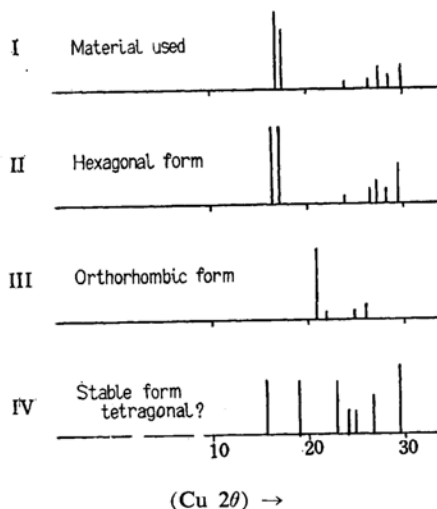 I Material used
II Hexagonal form
III Orthorhombic form
IV Stable form
tetragonal?
10 20 30
(Cu 2θ) →